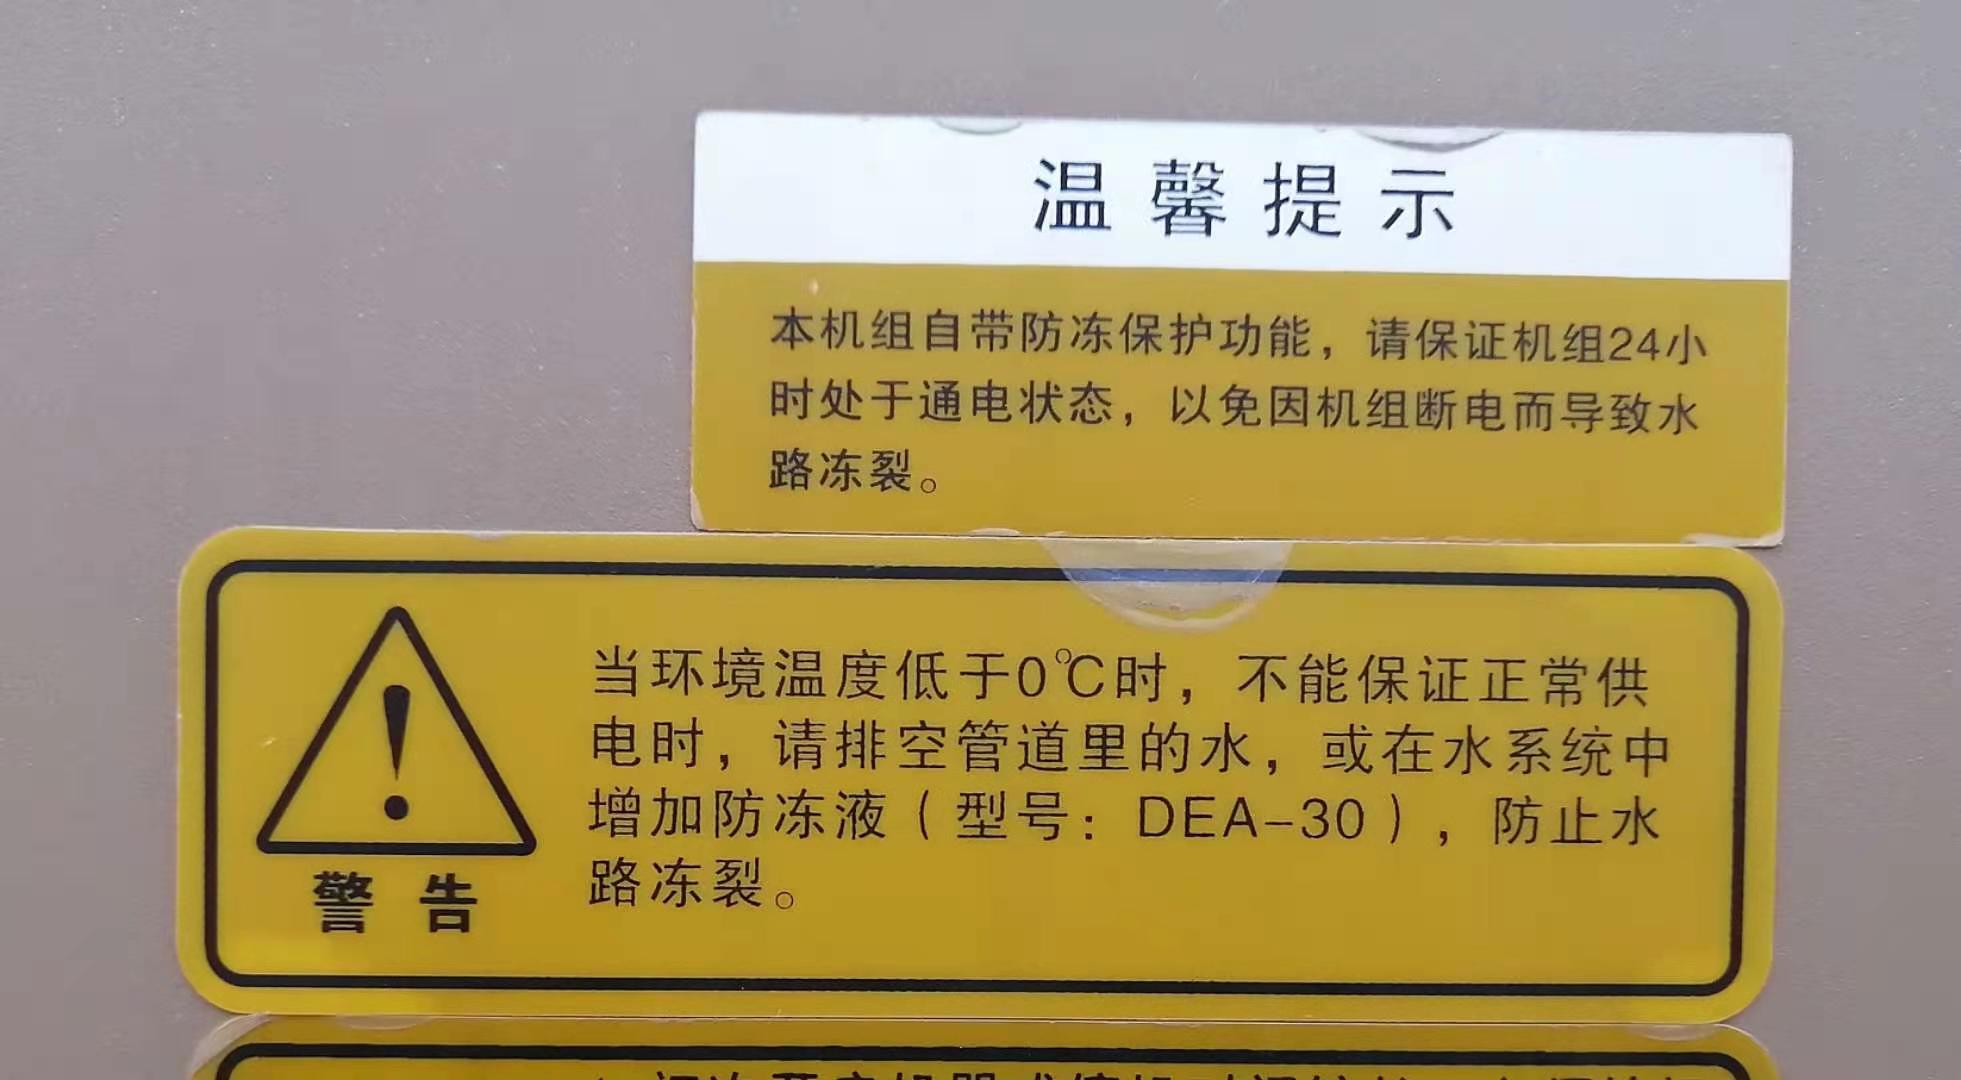 温馨提示
本机组自带防冻保护功能，请保证机组24小
时处于通电状态，以免因机组断电而导致水
路冻裂。
当环境温度低于0℃时，不能保证正常供
电时，请排空管道里的水，或在水系统中
增加防冻液（型号：DEA-30），防止水
路冻裂。
警告